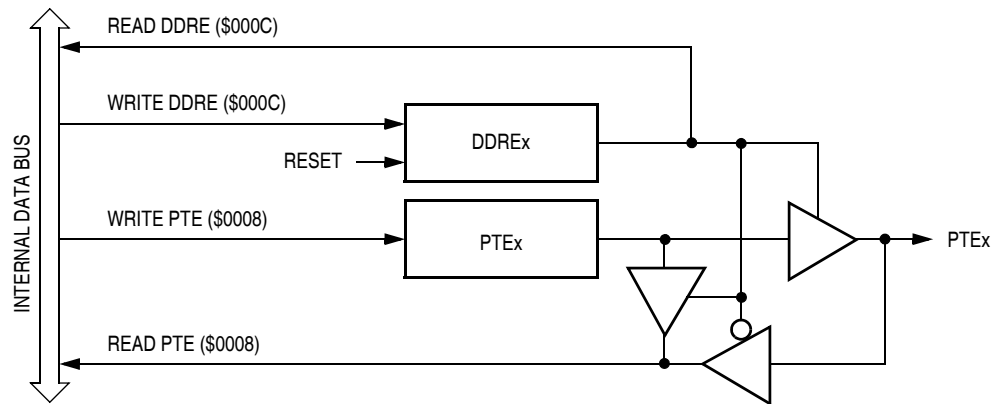 READ DDRE ($000C)
WRITE DDRE ($000C)
DDREx
RESET
INTERNAL DATA BUS
WRITE PTE ($0008)
PTEx
PTEx
READ PTE ($0008)